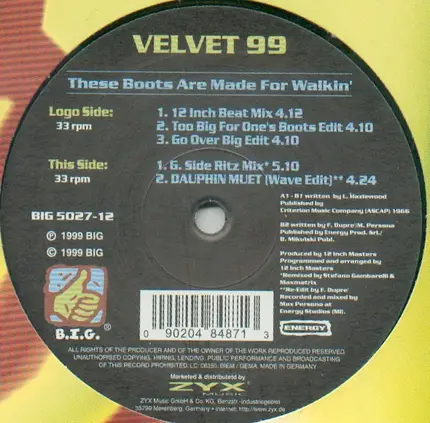 VELVET 99
These Boots Are Made For Walkin'
Logo Side:
33 rpm
1. 12 Inch Beat Mix 4.12
2. Too Big For One's Boots Edit 4.10
3. Go Over Big Edit 4.10
This Side:
33 rpm
1. G. Side Ritz Mix* 5.10
2. DAUPHIN MUET (Wave Edit)** 4.24
BIG 5027-12
℗ 1999 BIG
© 1999 BIG
B.I.G.
A1 - B1 written by L. Hazlewood
Published by
Criterion Music Company (ASCAP) 1966
B2 written by F. Dupre'/M. Persona
Published by Energy Prod. Srl./
B. Mikulski Publ.
Produced by 12 Inch Masters
Programmed and arranged by
12 Inch Masters
*Remixed by Stefano Gambarelli &
Maxmatrix
**Re-Edit by F. Dupre'
Recorded and mixed by
Max Persona at
Energy Studios (MI).
ENERGY
0 90204 84871 3
ALL RIGHTS OF THE PRODUCER AND OF THE OWNER OF THE WORK REPRODUCED RESERVED.
UNAUTHORISED COPYING, HIRING, LENDING, PUBLIC PERFORMANCE AND BROADCASTING
OF THIS RECORD PROHIBITED. LC: 06350. BIEM / GEMA. MADE IN GERMANY.
Marketed & distributed by
ZYX
MUSIC
ZYX Music GmbH & Co. KG, Benzstr. -Industriegebiet
35799 Merenberg, Germany • internet: http://www.zyx.de